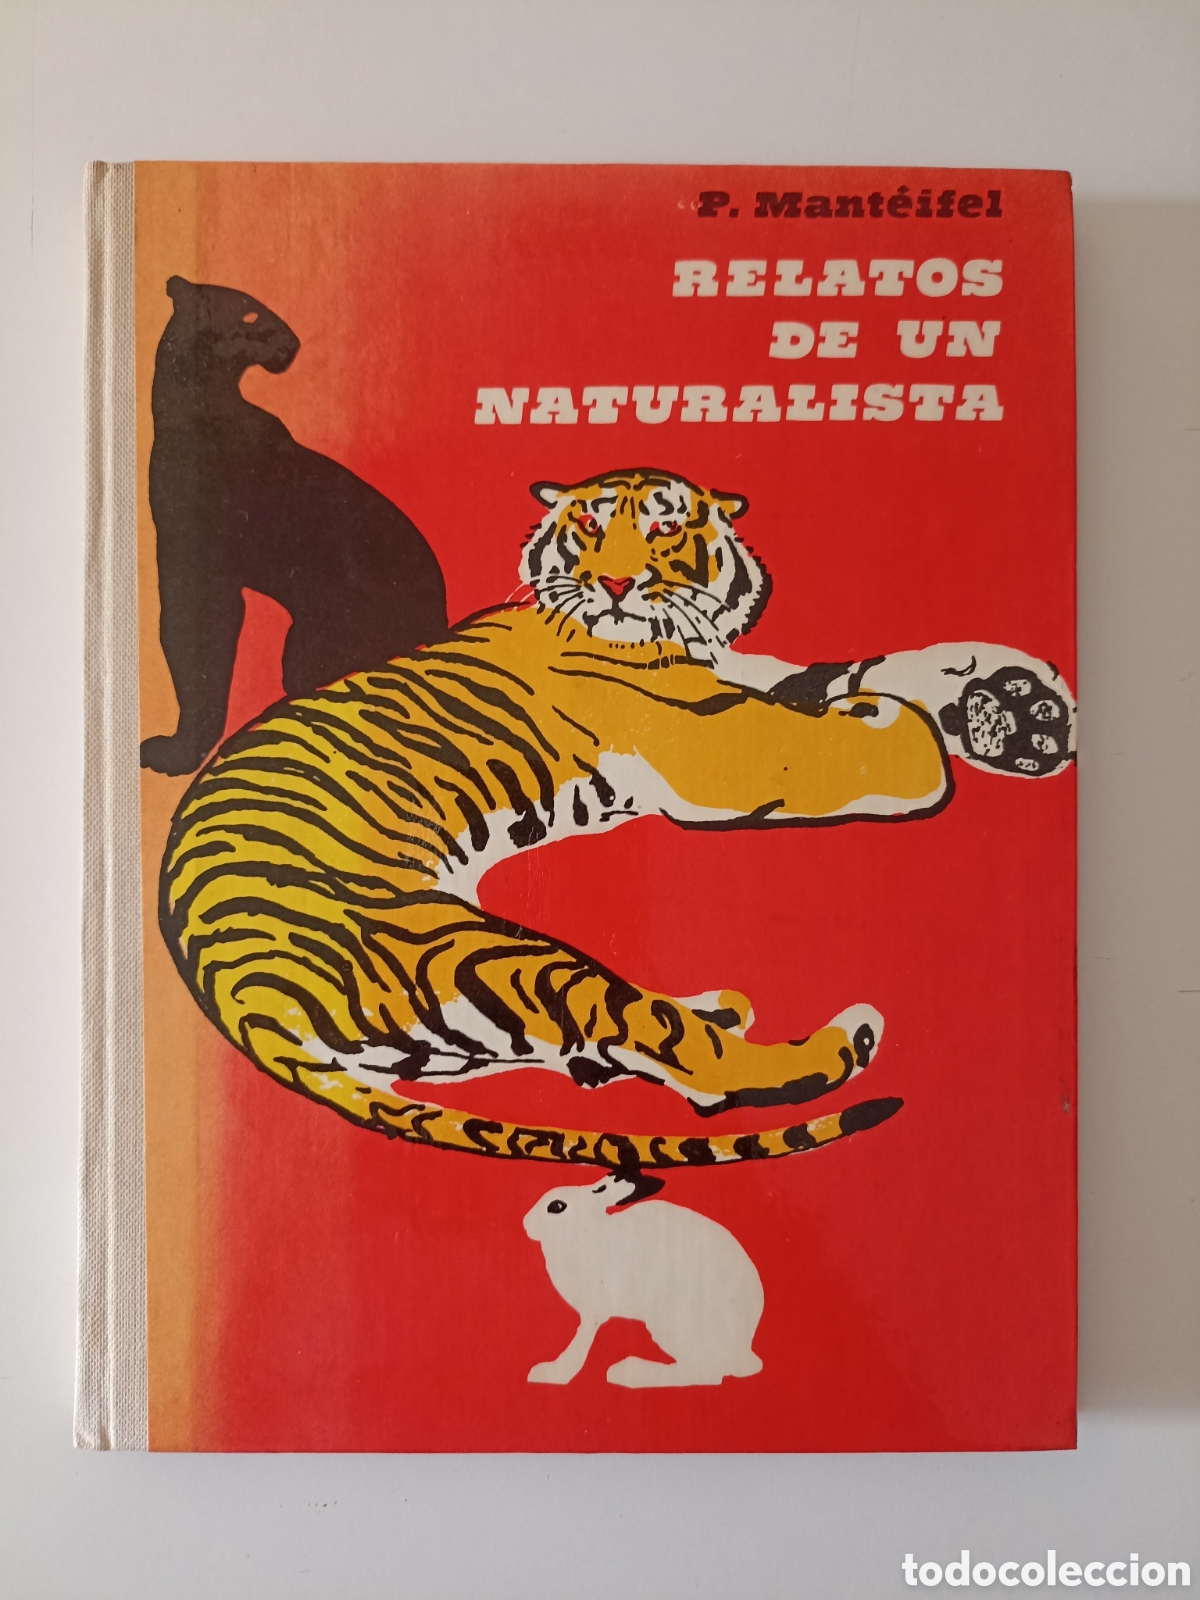 P. Mantéifel
RELATOS
DE UN
NATURALISTA
todocoleccion